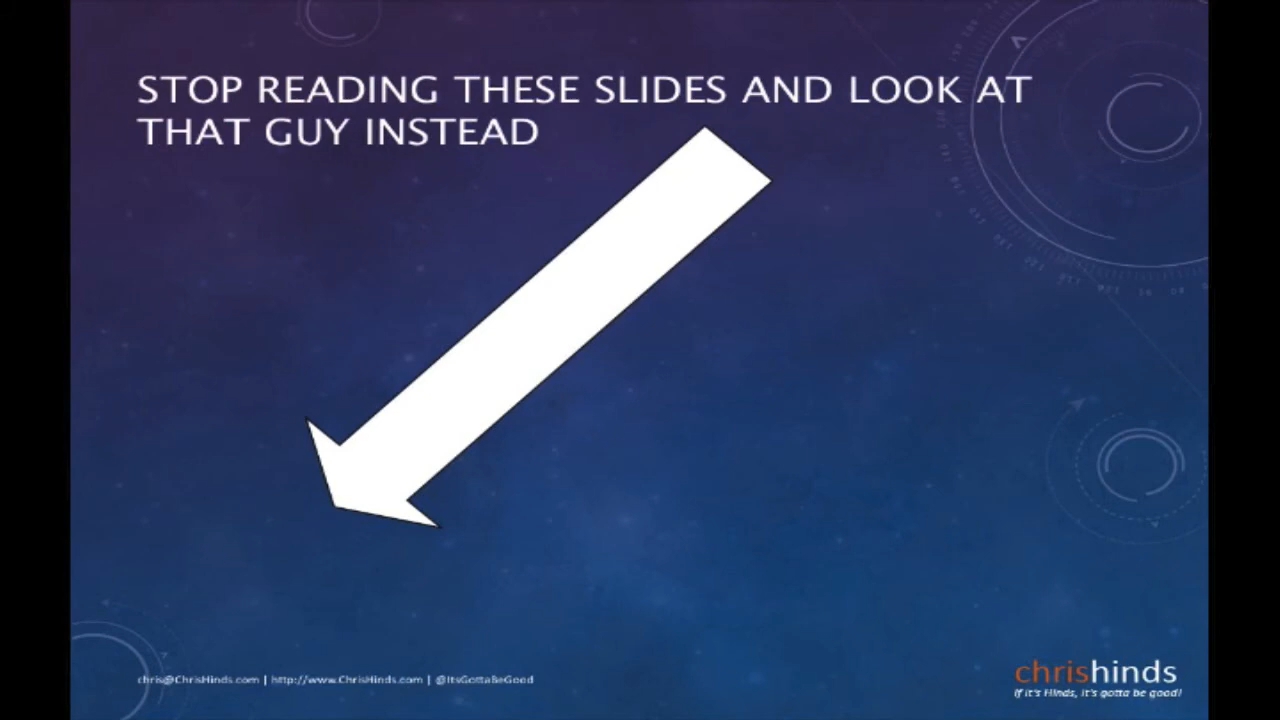 STOP READING THESE SLIDES AND LOOK AT
THAT GUY INSTEAD
chris@ChrisHinds.com | http://www.ChrisHinds.com | @ItsGottaBeGood
chrishinds
If it's Hinds, it's gotta be good!